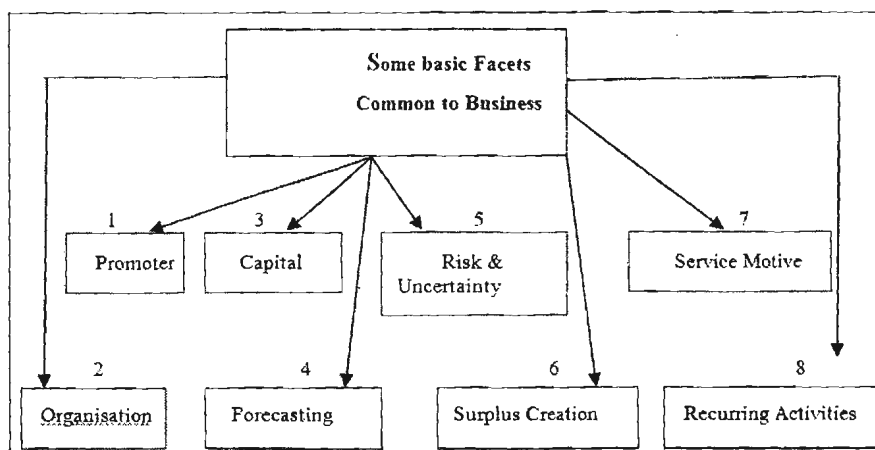 Some basic Facets
Common to Business
1
3
5
7
Promoter
Capital
Risk &
Uncertainty
Service Motive
2
4
6
8
Organisation
Forecasting
Surplus Creation
Recurring Activities